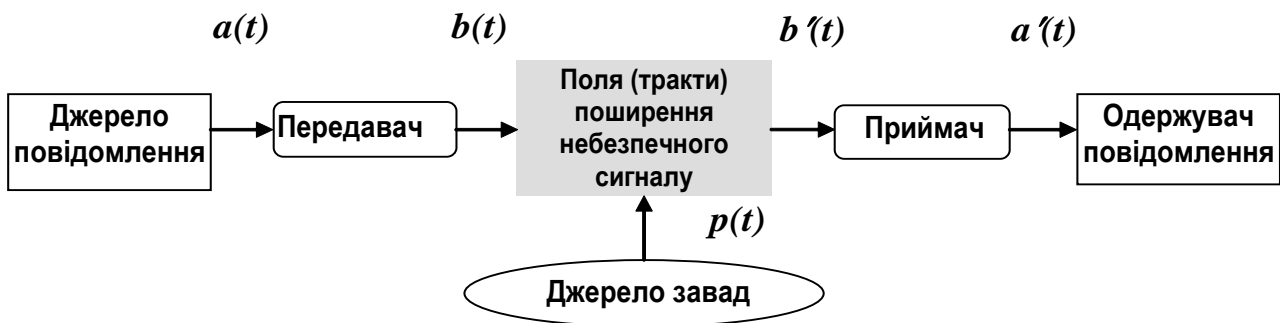 a(t)
b(t)
b′(t)
a′(t)
Джерело
повідомлення
Передавач
Поля (тракти)
поширення
небезпечного
сигналу
Приймач
Одержувач
повідомлення
p(t)
Джерело завад